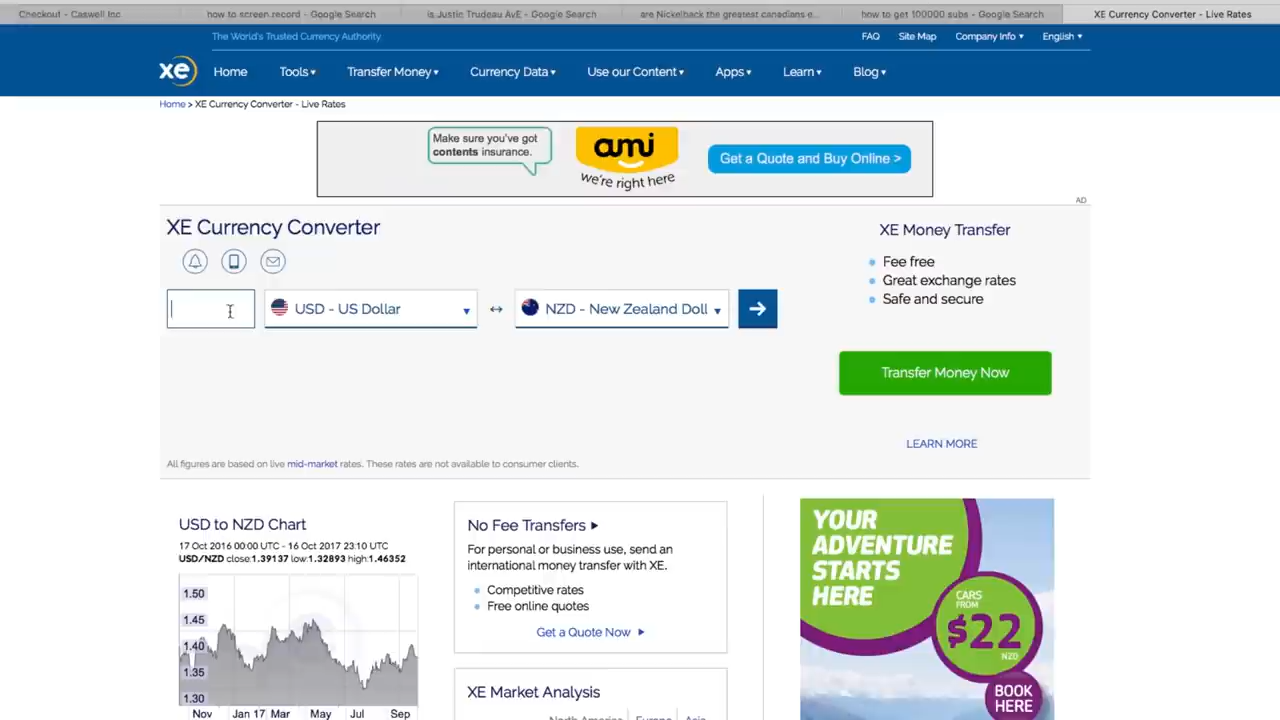 Checkout - Caswell Inc
how to screen record - Google Search
is Justin Trudeau AvE - Google Search
are Nickelback the greatest canadians e...
how to get 100000 subs - Google Search
XE Currency Converter - Live Rates
The World's Trusted Currency Authority
FAQ
Site Map
Company Info
English
xe
Home
Tools
Transfer Money
Currency Data
Use our Content
Apps
Learn
Blog
Home > XE Currency Converter - Live Rates
Make sure you've got
contents insurance.
ami
we're right here
Get a Quote and Buy Online >
AD
XE Currency Converter
USD - US Dollar
NZD - New Zealand Doll
XE Money Transfer
Fee free
Great exchange rates
Safe and secure
Transfer Money Now
LEARN MORE
All figures are based on live mid-market rates. These rates are not available to consumer clients.
USD to NZD Chart
17 Oct 2016 00:00 UTC - 16 Oct 2017 23:10 UTC
USD/NZD close:1.39137 low:1.32893 high:1.46352
1.50
1.45
1.40
1.35
1.30
Nov Jan 17 Mar May Jul Sep
No Fee Transfers
For personal or business use, send an
international money transfer with XE.
Competitive rates
Free online quotes
Get a Quote Now
XE Market Analysis
North America Europe Asia
YOUR
ADVENTURE
STARTS
HERE
CARS
FROM
$22
NZD
BOOK
HERE